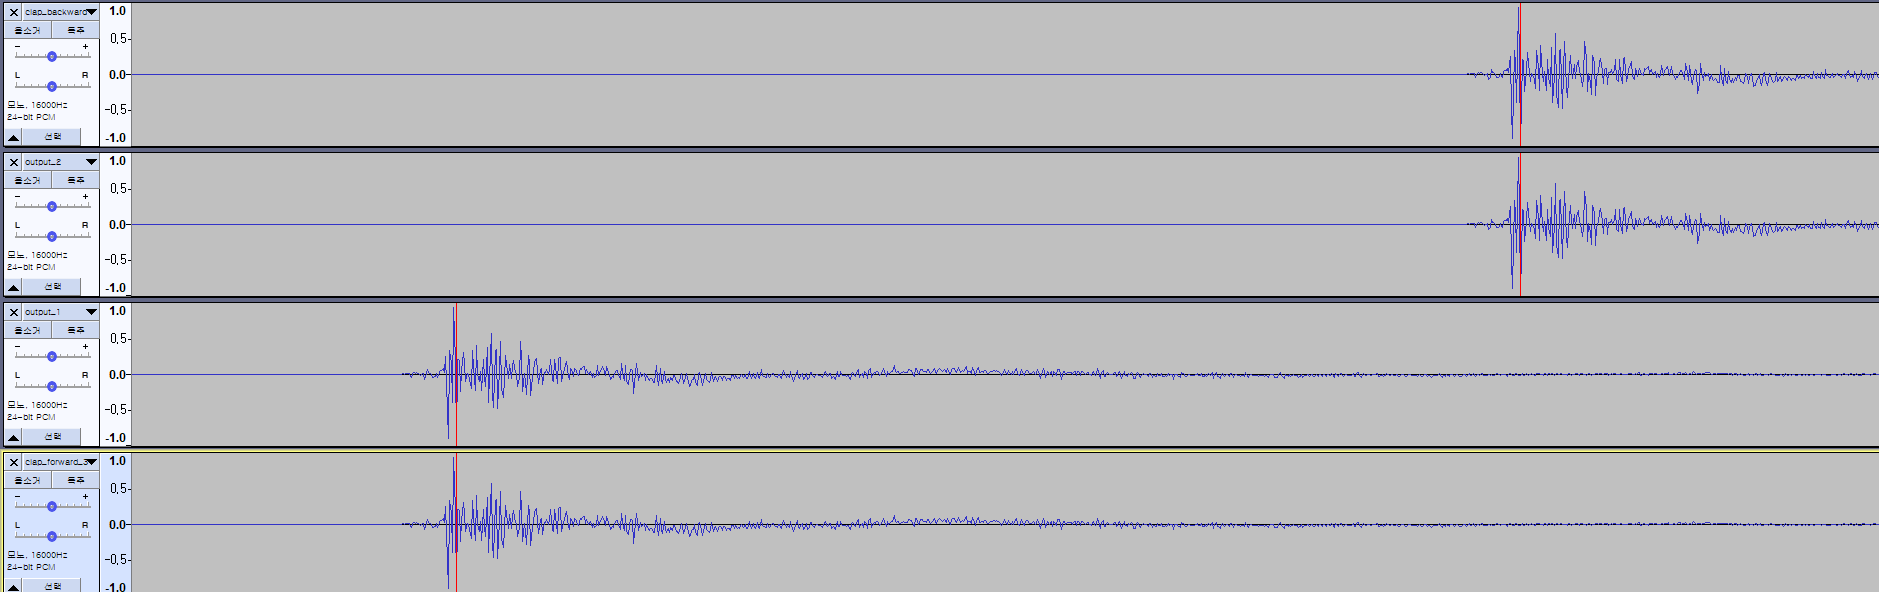 × clap_backward▼
음소거 독주
- +
L R
모노, 16000Hz
24-bit PCM
▲ 선택
1.0
0.5-
0.0-
-0.5-
-1.0
× output_2 ▼
음소거 독주
- +
L R
모노, 16000Hz
24-bit PCM
▲ 선택
1.0
0.5-
0.0-
-0.5-
-1.0
× output_1 ▼
음소거 독주
- +
L R
모노, 16000Hz
24-bit PCM
▲ 선택
1.0
0.5-
0.0-
-0.5-
-1.0
× clap_forward_3▼
음소거 독주
- +
L R
모노, 16000Hz
24-bit PCM
▲ 선택
1.0
0.5-
0.0-
-0.5-
-1.0